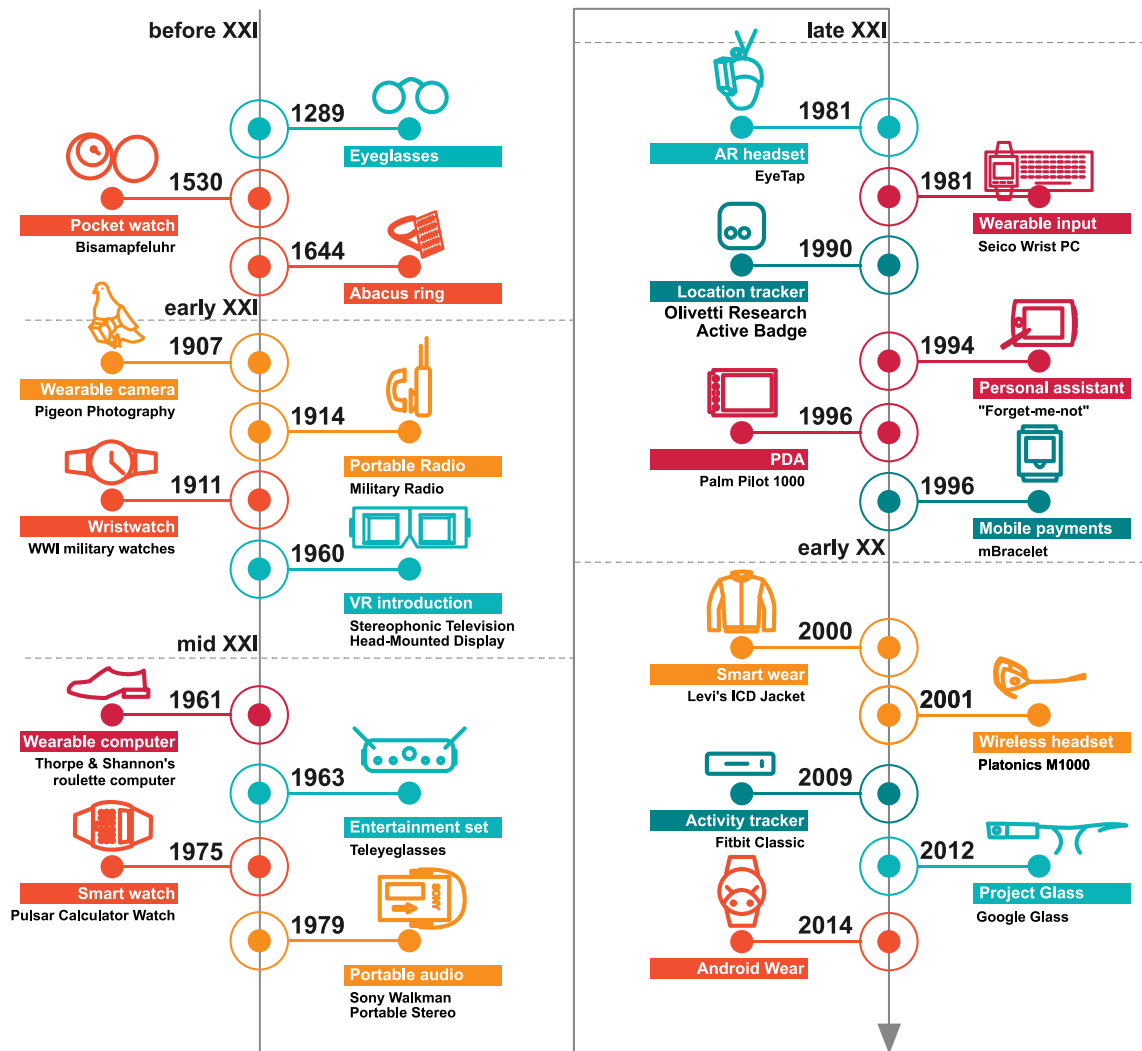 before XXI
1289
Eyeglasses
1530
Pocket watch
Bisamapfeluhr
1644
Abacus ring
early XXI
1907
Wearable camera
Pigeon Photography
1914
Portable Radio
Military Radio
1911
Wristwatch
WWI military watches
1960
VR introduction
Stereophonic Television
Head-Mounted Display
mid XXI
1961
Wearable computer
Thorpe & Shannon's
roulette computer
1963
Entertainment set
Teleyeglasses
1975
Smart watch
Pulsar Calculator Watch
SONY
1979
Portable audio
Sony Walkman
Portable Stereo
late XXI
1981
AR headset
EyeTap
1981
Wearable input
Seico Wrist PC
1990
Location tracker
Olivetti Research
Active Badge
1994
Personal assistant
"Forget-me-not"
1996
PDA
Palm Pilot 1000
1996
Mobile payments
mBracelet
early XX
2000
Smart wear
Levi's ICD Jacket
2001
Wireless headset
Platonics M1000
2009
Activity tracker
Fitbit Classic
2012
Project Glass
Google Glass
2014
Android Wear